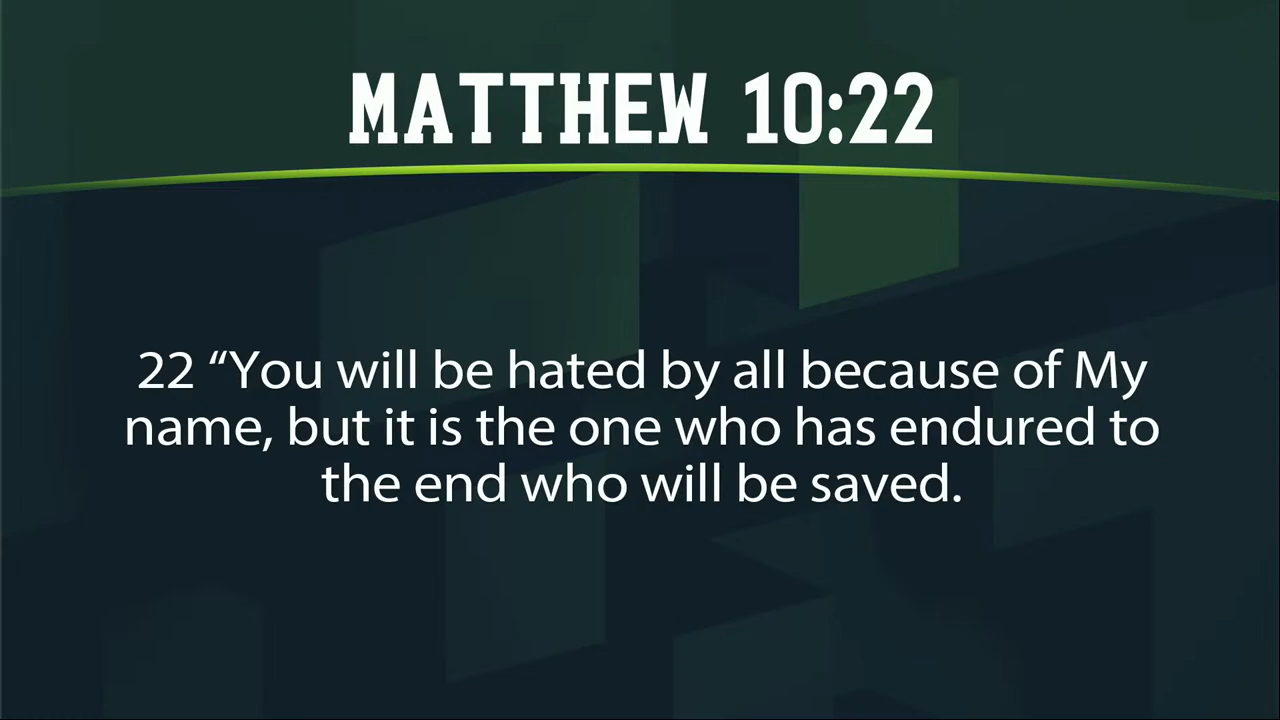 MATTHEW 10:22
22 “You will be hated by all because of My
name, but it is the one who has endured to
the end who will be saved.